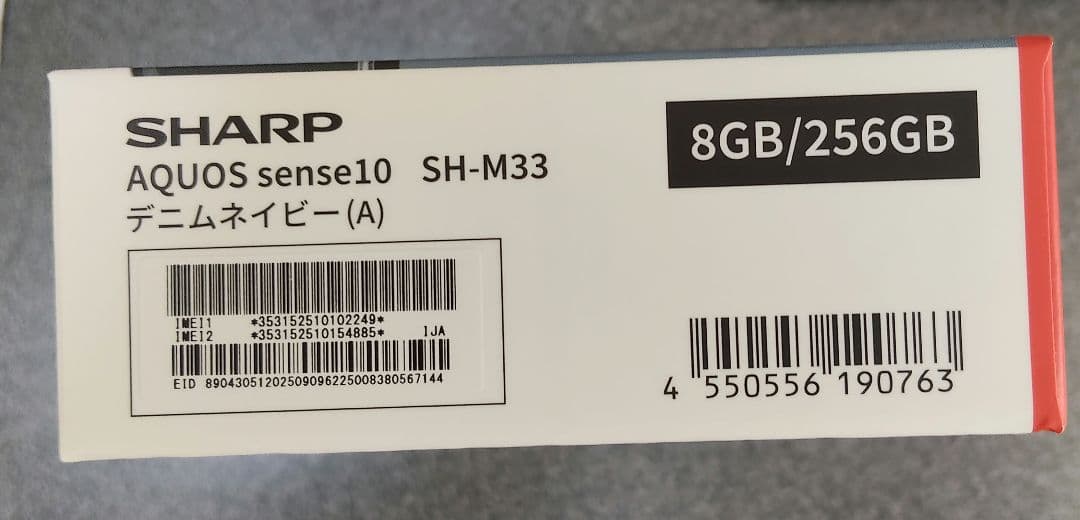 SHARP
AQUOS sense10 SH-M33
デニムネイビー(A)
8GB/256GB
IMEI1 *353152510102249*
IMEI2 *353152510154885* 1JA
EID 89043051202509096225008380567144
4 550556 190763